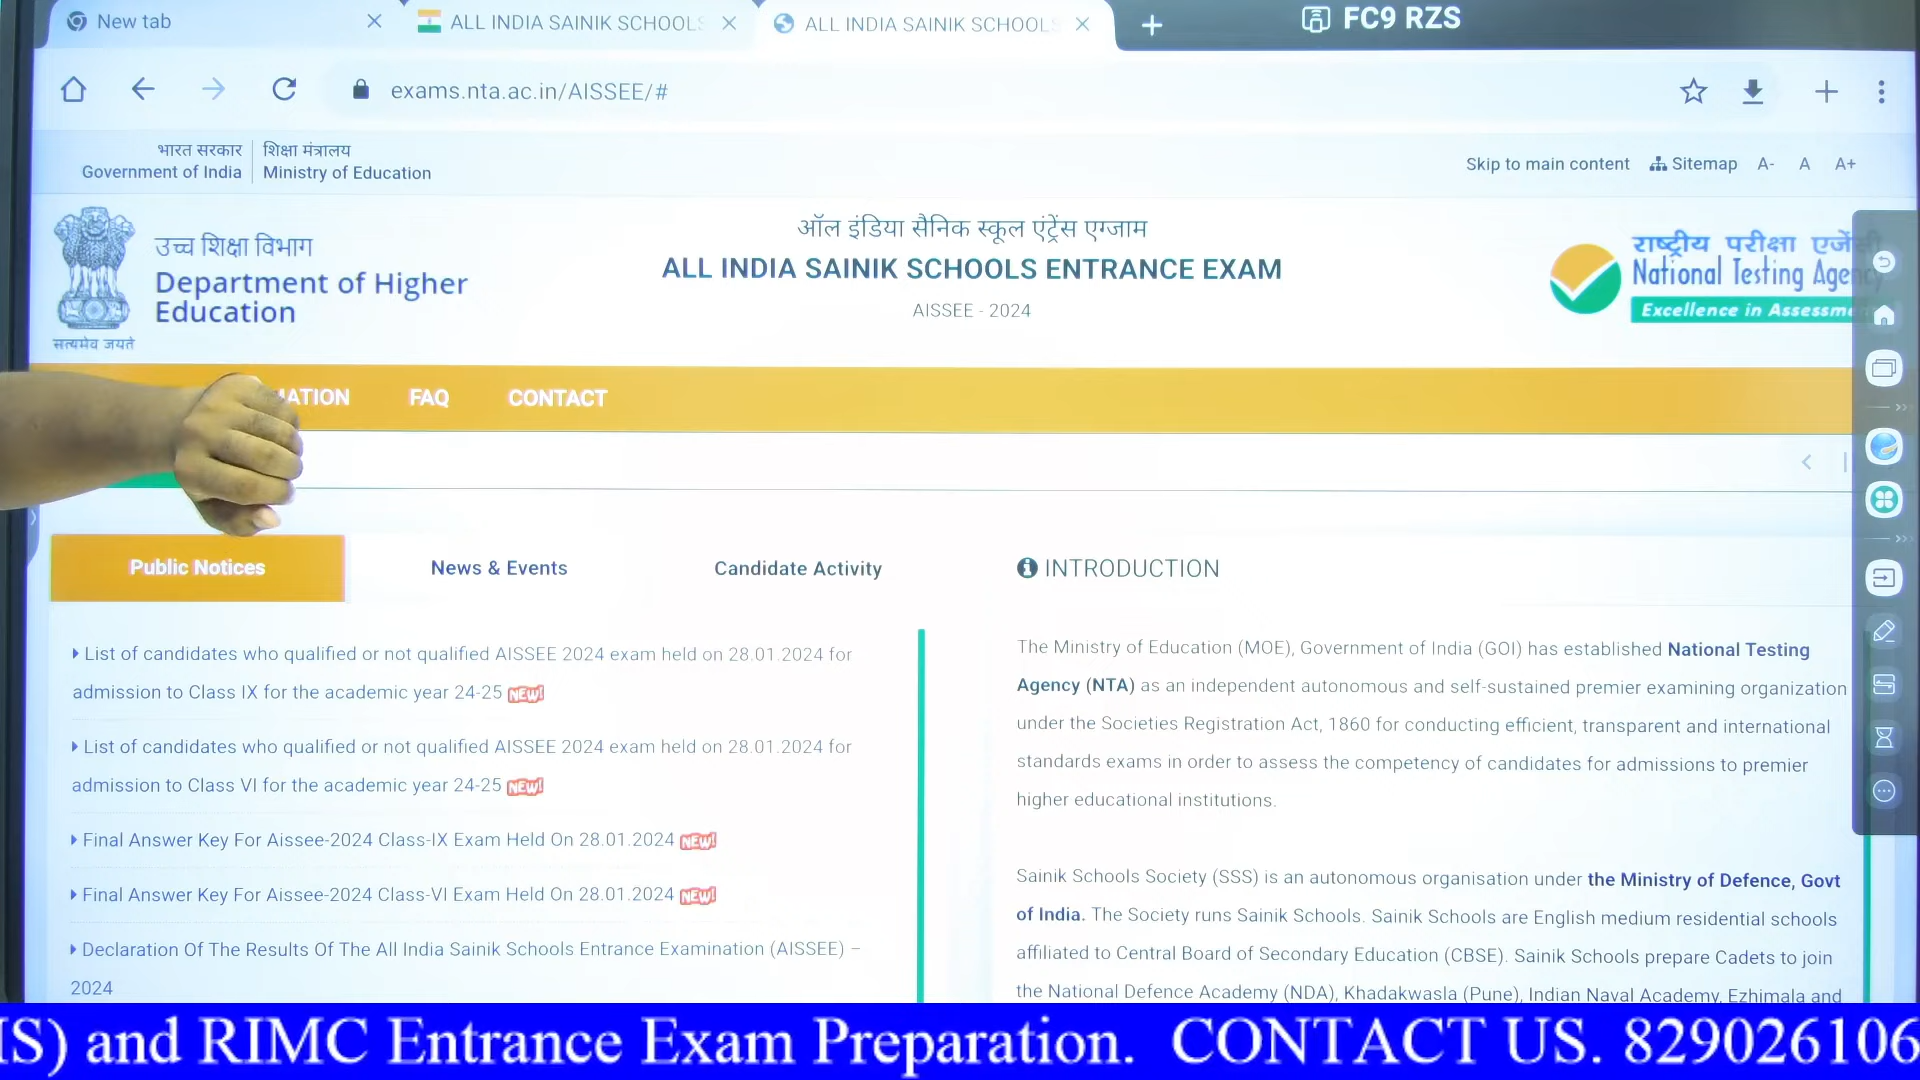 New tab
ALL INDIA SAINIK SCHOOLS
ALL INDIA SAINIK SCHOOLS
FC9 RZS
exams.nta.ac.in/AISSEE/#
भारत सरकार
Government of India
शिक्षा मंत्रालय
Ministry of Education
Skip to main content
Sitemap
A-
A
A+
सत्यमेव जयते
उच्च शिक्षा विभाग
Department of Higher
Education
ऑल इंडिया सैनिक स्कूल एंट्रेंस एग्जाम
ALL INDIA SAINIK SCHOOLS ENTRANCE EXAM
AISSEE - 2024
राष्ट्रीय परीक्षा एजेंसी
National Testing Agency
Excellence in Assessme
MATION
FAQ
CONTACT
Public Notices
News & Events
Candidate Activity
List of candidates who qualified or not qualified AISSEE 2024 exam held on 28.01.2024 for
admission to Class IX for the academic year 24-25 NEW!
List of candidates who qualified or not qualified AISSEE 2024 exam held on 28.01.2024 for
admission to Class VI for the academic year 24-25 NEW!
Final Answer Key For Aissee-2024 Class-IX Exam Held On 28.01.2024 NEW!
Final Answer Key For Aissee-2024 Class-VI Exam Held On 28.01.2024 NEW!
Declaration Of The Results Of The All India Sainik Schools Entrance Examination (AISSEE) –
2024
INTRODUCTION
The Ministry of Education (MOE), Government of India (GOI) has established National Testing
Agency (NTA) as an independent autonomous and self-sustained premier examining organization
under the Societies Registration Act, 1860 for conducting efficient, transparent and international
standards exams in order to assess the competency of candidates for admissions to premier
higher educational institutions.
Sainik Schools Society (SSS) is an autonomous organisation under the Ministry of Defence, Govt
of India. The Society runs Sainik Schools. Sainik Schools are English medium residential schools
affiliated to Central Board of Secondary Education (CBSE). Sainik Schools prepare Cadets to join
the National Defence Academy (NDA), Khadakwasla (Pune), Indian Naval Academy, Ezhimala and
IS) and RIMC Entrance Exam Preparation. CONTACT US. 829026106